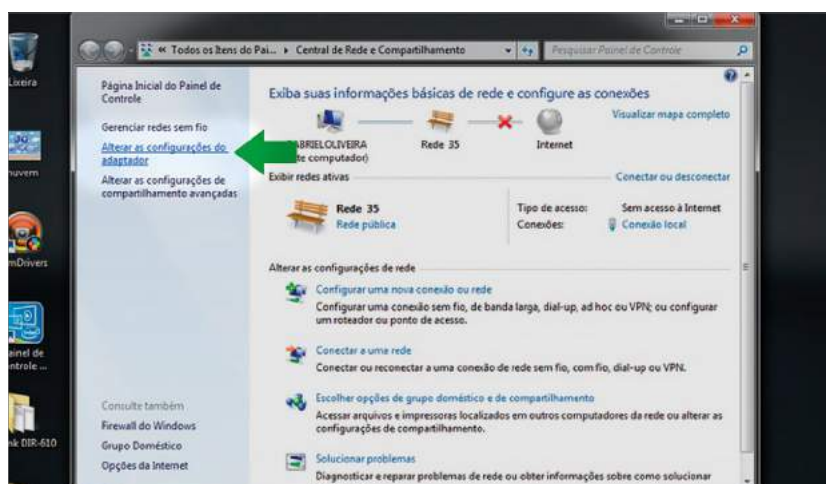 Lixeira
nuvem
mDrivers
ainel de
ntrole ...
nk DIR-610
« Todos os Itens do Pai... ▸ Central de Rede e Compartilhamento
Pesquisar Painel de Controle
Página Inicial do Painel de
Controle
Gerenciar redes sem fio
Alterar as configurações do
adaptador
Alterar as configurações de
compartilhamento avançadas
Consulte também
Firewall do Windows
Grupo Doméstico
Opções da Internet
Exiba suas informações básicas de rede e configure as conexões
ABRIELOLIVEIRA
te computador)
Rede 35
Internet
Visualizar mapa completo
Exibir redes ativas
Conectar ou desconectar
Rede 35
Rede pública
Tipo de acesso: Sem acesso à Internet
Conexões: Conexão local
Alterar as configurações de rede
Configurar uma nova conexão ou rede
Configurar uma conexão sem fio, de banda larga, dial-up, ad hoc ou VPN; ou configurar
um roteador ou ponto de acesso.
Conectar a uma rede
Conectar ou reconectar a uma conexão de rede sem fio, com fio, dial-up ou VPN.
Escolher opções de grupo doméstico e de compartilhamento
Acessar arquivos e impressoras localizados em outros computadores da rede ou alterar as
configurações de compartilhamento.
Solucionar problemas
Diagnosticar e reparar problemas de rede ou obter informações sobre como solucionar